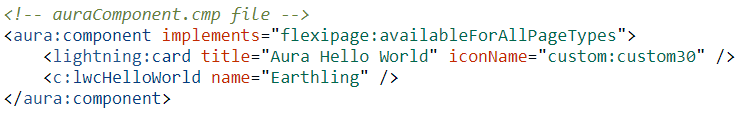 <!-- auraComponent.cmp file -->
<aura:component implements="flexipage:availableForAllPageTypes">
    <lightning:card title="Aura Hello World" iconName="custom:custom30" />
    <c:lwcHelloWorld name="Earthling" />
</aura:component>